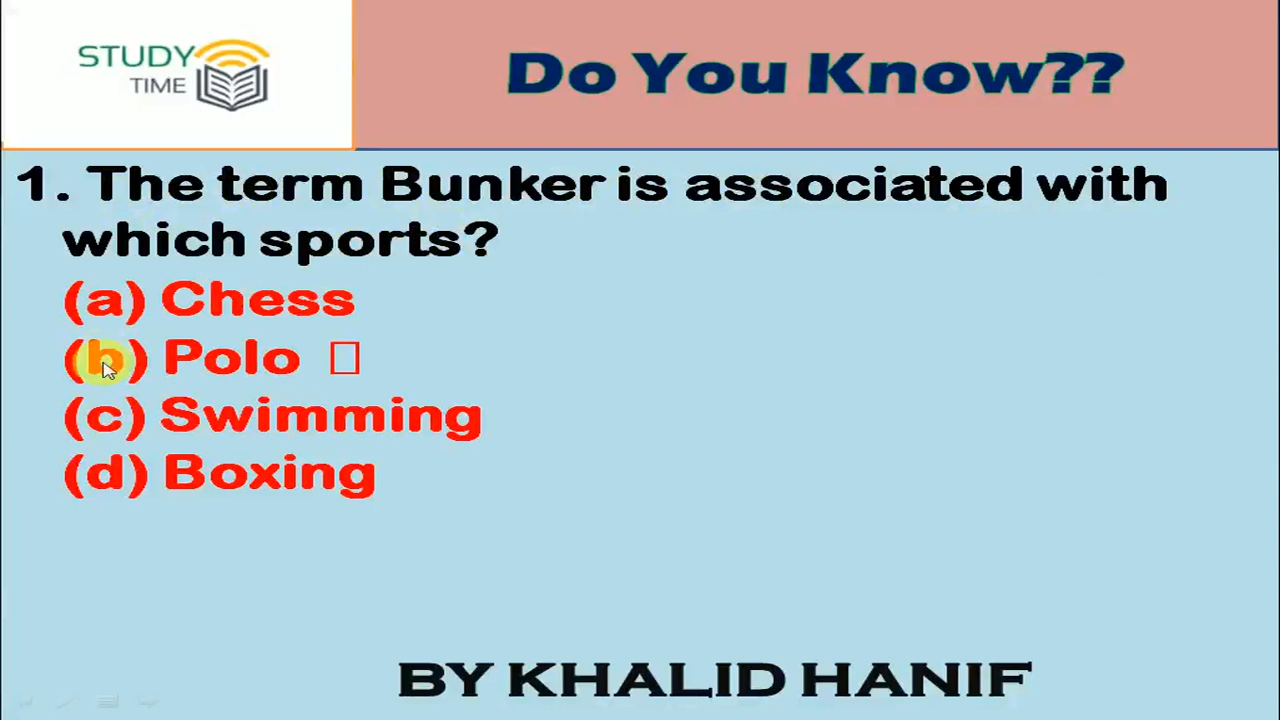 STUDY
TIME
Do You Know??
1. The term Bunker is associated with
which sports?
(a) Chess
(b) Polo □
(c) Swimming
(d) Boxing
BY KHALID HANIF